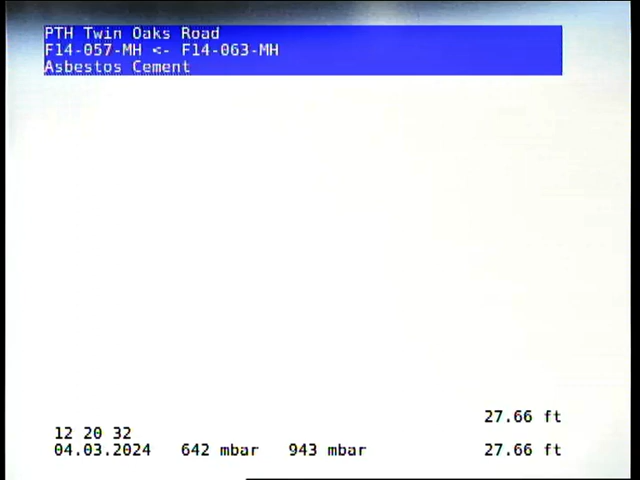 PTH Twin Oaks Road
F14-057-MH <- F14-063-MH
Asbestos Cement
27.66 ft
12 20 32
04.03.2024 642 mbar 943 mbar 27.66 ft